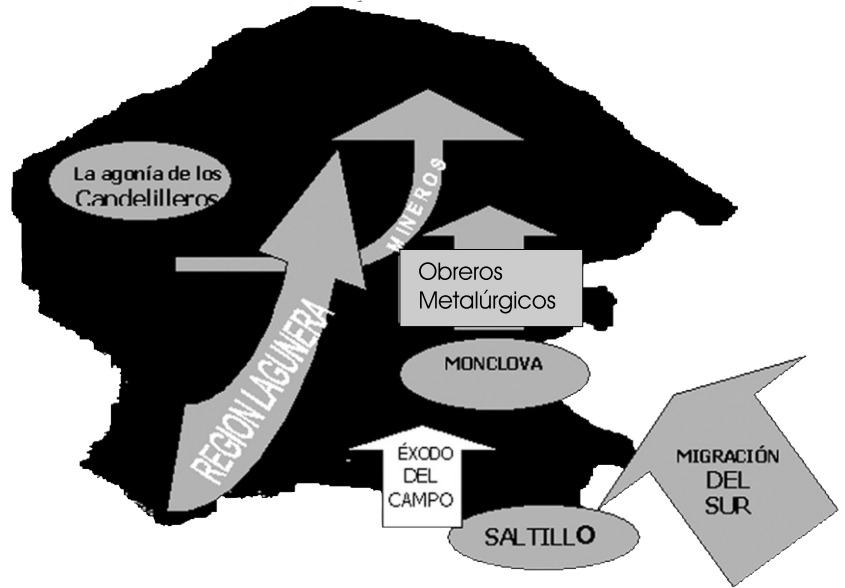 La agonía de los
Candelilleros
MINEROS
Obreros
Metalúrgicos
REGION LAGUNERA
MONCLOVA
ÉXODO
DEL
CAMPO
MIGRACIÓN
DEL
SUR
SALTILLO